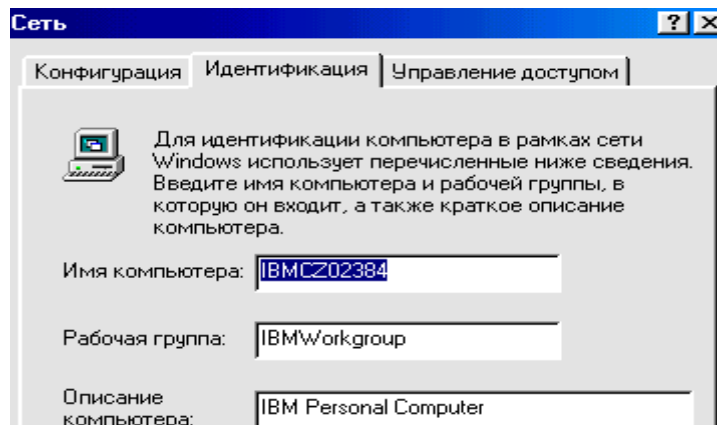 Сеть
Конфигурация Идентификация Управление доступом
Для идентификации компьютера в рамках сети
Windows использует перечисленные ниже сведения.
Введите имя компьютера и рабочей группы, в
которую он входит, а также краткое описание
компьютера.
Имя компьютера: IBMCZ02384
Рабочая группа: IBMWorkgroup
Описание
компьютера: IBM Personal Computer